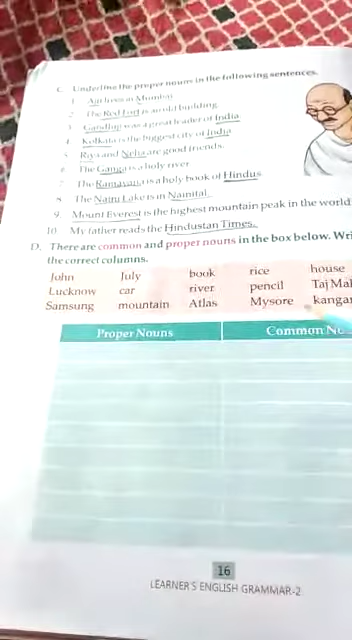 C. Underline the proper nouns in the following sentences.
1. Ajit lives in Mumbai.
2. The Red Fort is an old building.
3. Gandhiji was a great leader of India.
4. Kolkata is the biggest city of India.
5. Riya and Neha are good friends.
6. The Ganga is a holy river.
7. The Ramayana is a holy book of Hindus.
8. The Naini Lake is in Nainital.
9. Mount Everest is the highest mountain peak in the world
10. My father reads the Hindustan Times.
D. There are common and proper nouns in the box below. Wri
the correct columns.
John July book rice house
Lucknow car river pencil Taj Mah
Samsung mountain Atlas Mysore kangar
Proper Nouns Common No
16
LEARNER'S ENGLISH GRAMMAR-2